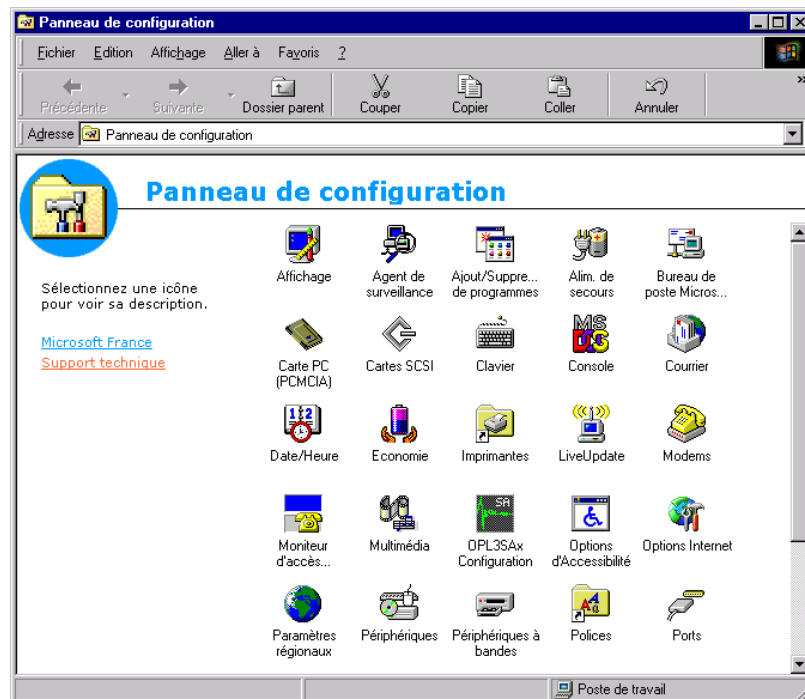 Panneau de configuration
Fichier Edition Affichage Aller à Favoris ?
Précédente Suivante Dossier parent Couper Copier Coller Annuler »
Adresse Panneau de configuration
Panneau de configuration
Sélectionnez une icône
pour voir sa description.
Microsoft France
Support technique
Affichage
Agent de
surveillance
Ajout/Suppre...
de programmes
Alim. de
secours
Bureau de
poste Micros...
Carte PC
(PCMCIA)
Cartes SCSI
Clavier
MS
DOS
Console
Courrier
12
Date/Heure
Economie
Imprimantes
LiveUpdate
Modems
Moniteur
d'accès...
Multimédia
SA
OPL3SAx
Configuration
Options
d'Accessibilité
Options Internet
Paramètres
régionaux
Périphériques
Périphériques à
bandes
Polices
Ports
Poste de travail